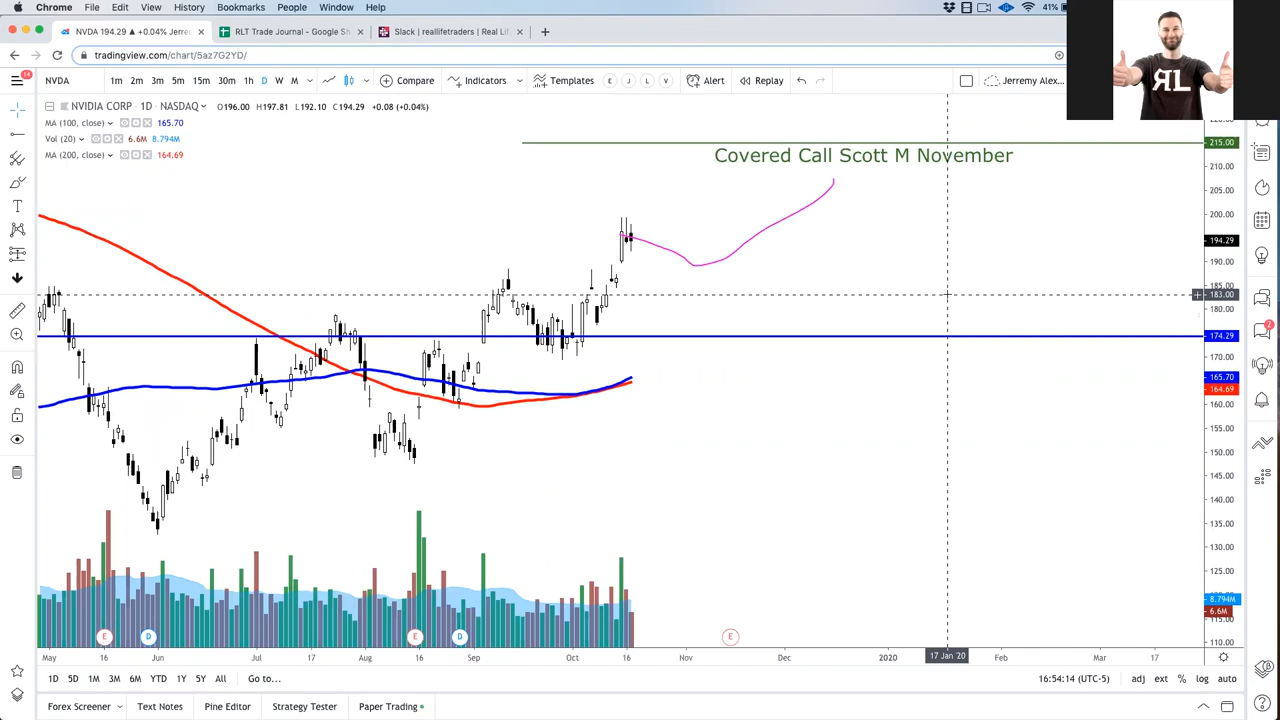 Chrome File Edit View History Bookmarks People Window Help 41%
NVDA 194.29 ▲ +0.04% Jerre × RLT Trade Journal - Google Sh × Slack | reallifetraders | Real Li × +
tradingview.com/chart/5az7G2YD/
14 NVDA 1m 2m 3m 5m 15m 30m 1h D W M Compare Indicators Templates E J L V Alert Replay Jerremy Alex...
RL
NVIDIA CORP · 1D · NASDAQ O196.00 H197.81 L192.10 C194.29 +0.08 (+0.04%)
MA (100, close) 165.70
Vol (20) 6.6M 8.794M
MA (200, close) 164.69
Covered Call Scott M November
220.00
215.00
210.00
205.00
200.00
194.29
190.00
185.00
183.00
180.00
174.29
170.00
165.70
164.69
160.00
155.00
150.00
145.00
140.00
135.00
130.00
125.00
8.794M
6.6M
115.00
110.00
2
E D E D E
May 16 Jun Jul 17 Aug 16 Sep Oct 16 Nov Dec 2020 17 Jan '20 Feb Mar 17
1D 5D 1M 3M 6M YTD 1Y 5Y All Go to... 16:54:14 (UTC-5) adj ext % log auto
Forex Screener Text Notes Pine Editor Strategy Tester Paper Trading